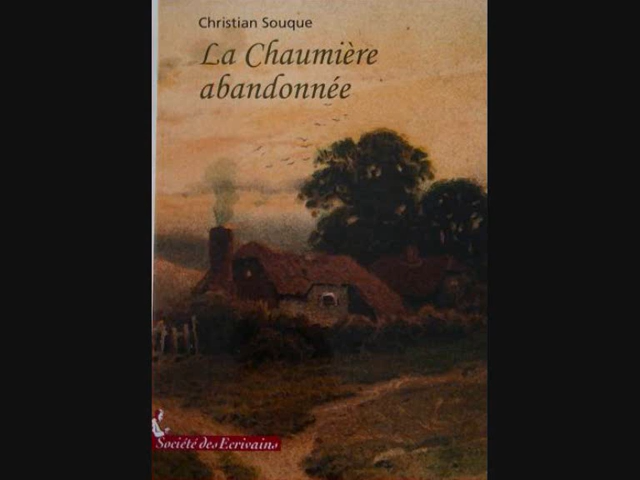 Christian Souque
La Chaumière
abandonnée
Société des Ecrivains